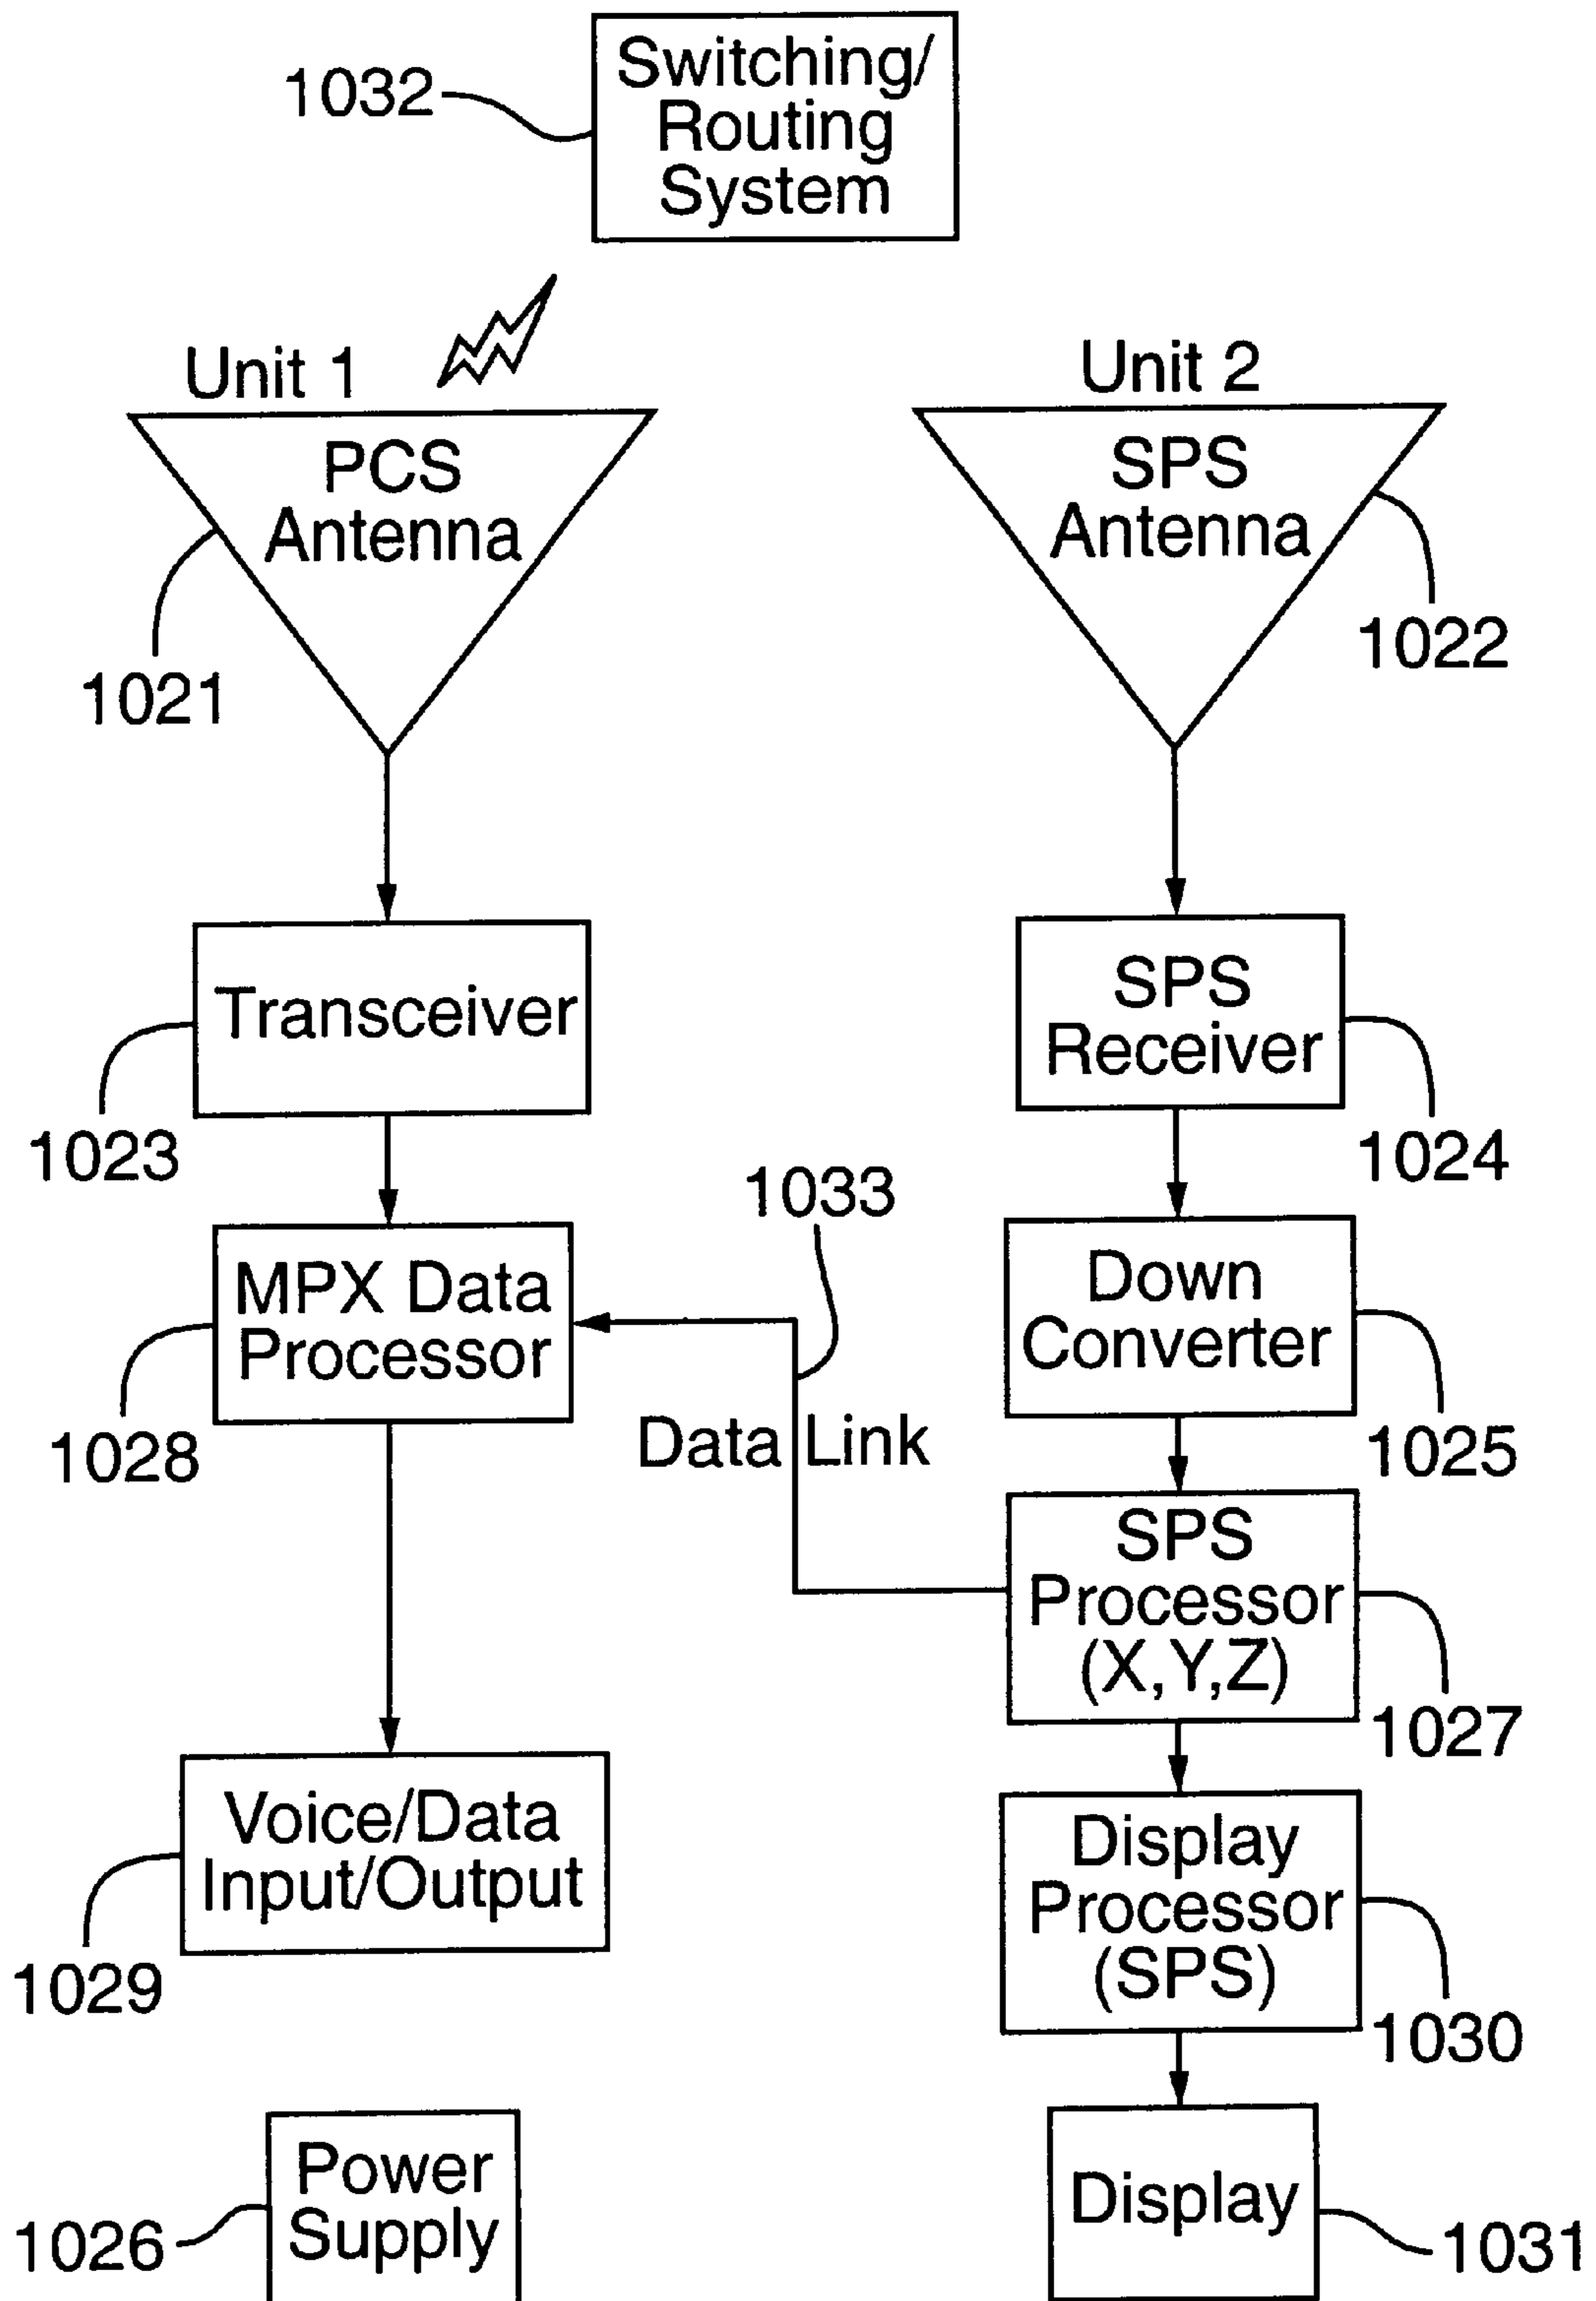 Switching/
Routing
System
1032
Unit 1
Unit 2
PCS
Antenna
SPS
Antenna
1021
1022
Transceiver
SPS
Receiver
1023
1024
1033
MPX Data
Processor
Down
Converter
1028
Data Link
1025
SPS
Processor
(X,Y,Z)
1027
Voice/Data
Input/Output
Display
Processor
(SPS)
1029
1030
Power
Supply
Display
1026
1031